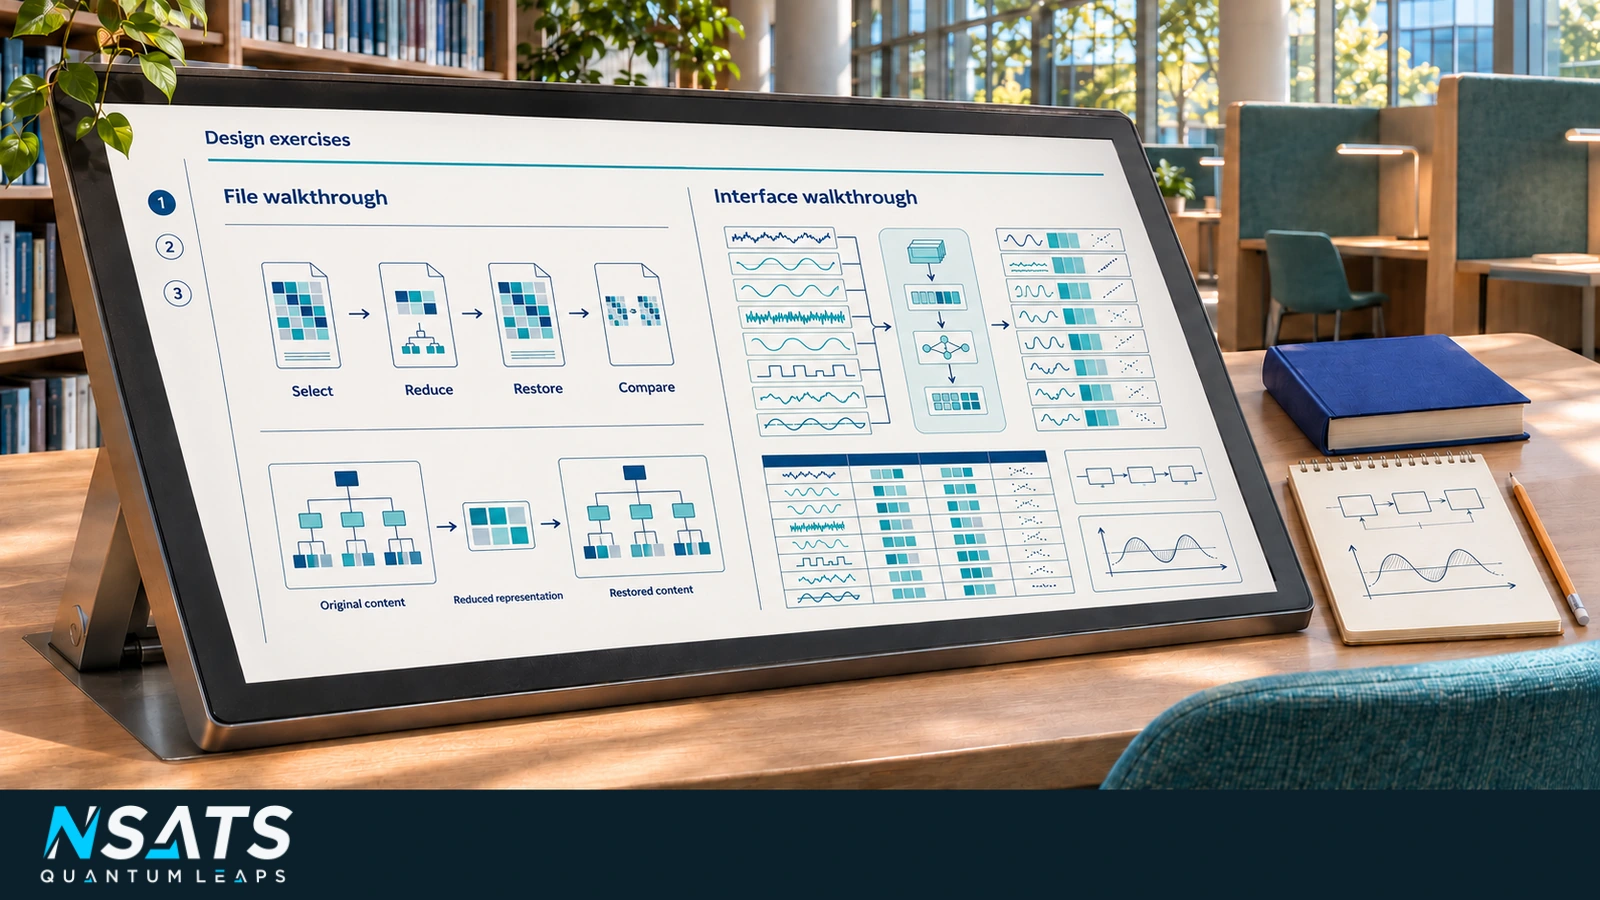 Design exercises
1
2
3
File walkthrough
Select
Reduce
Restore
Compare
Original content
Reduced representation
Restored content
Interface walkthrough
NSATS
QUANTUM LEAPS